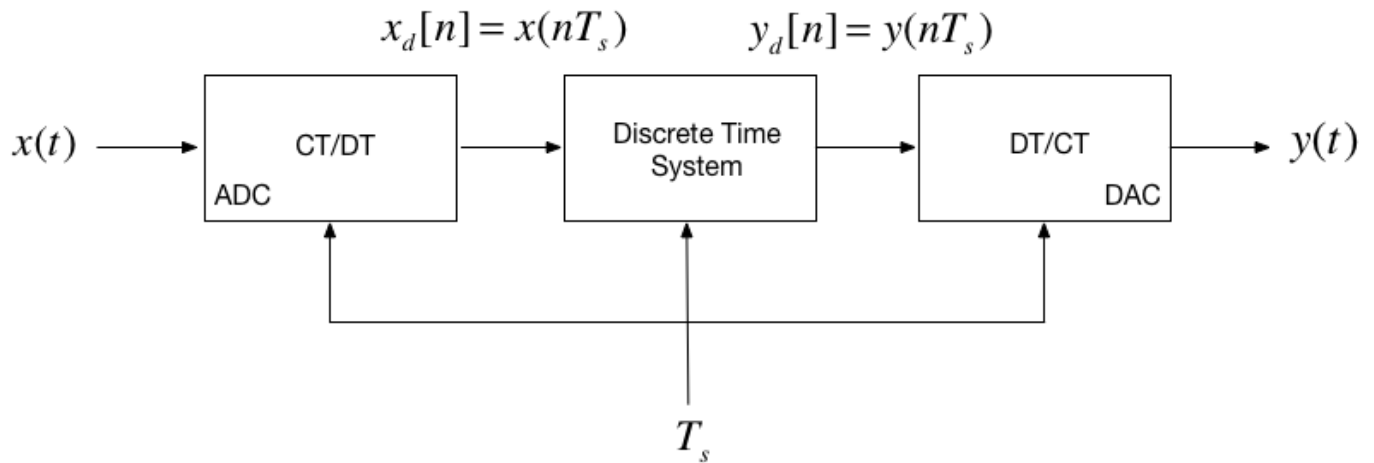 x_d[n] = x(nT_s)
y_d[n] = y(nT_s)
x(t)
CT/DT
ADC
Discrete Time
System
DT/CT
DAC
y(t)
T_s